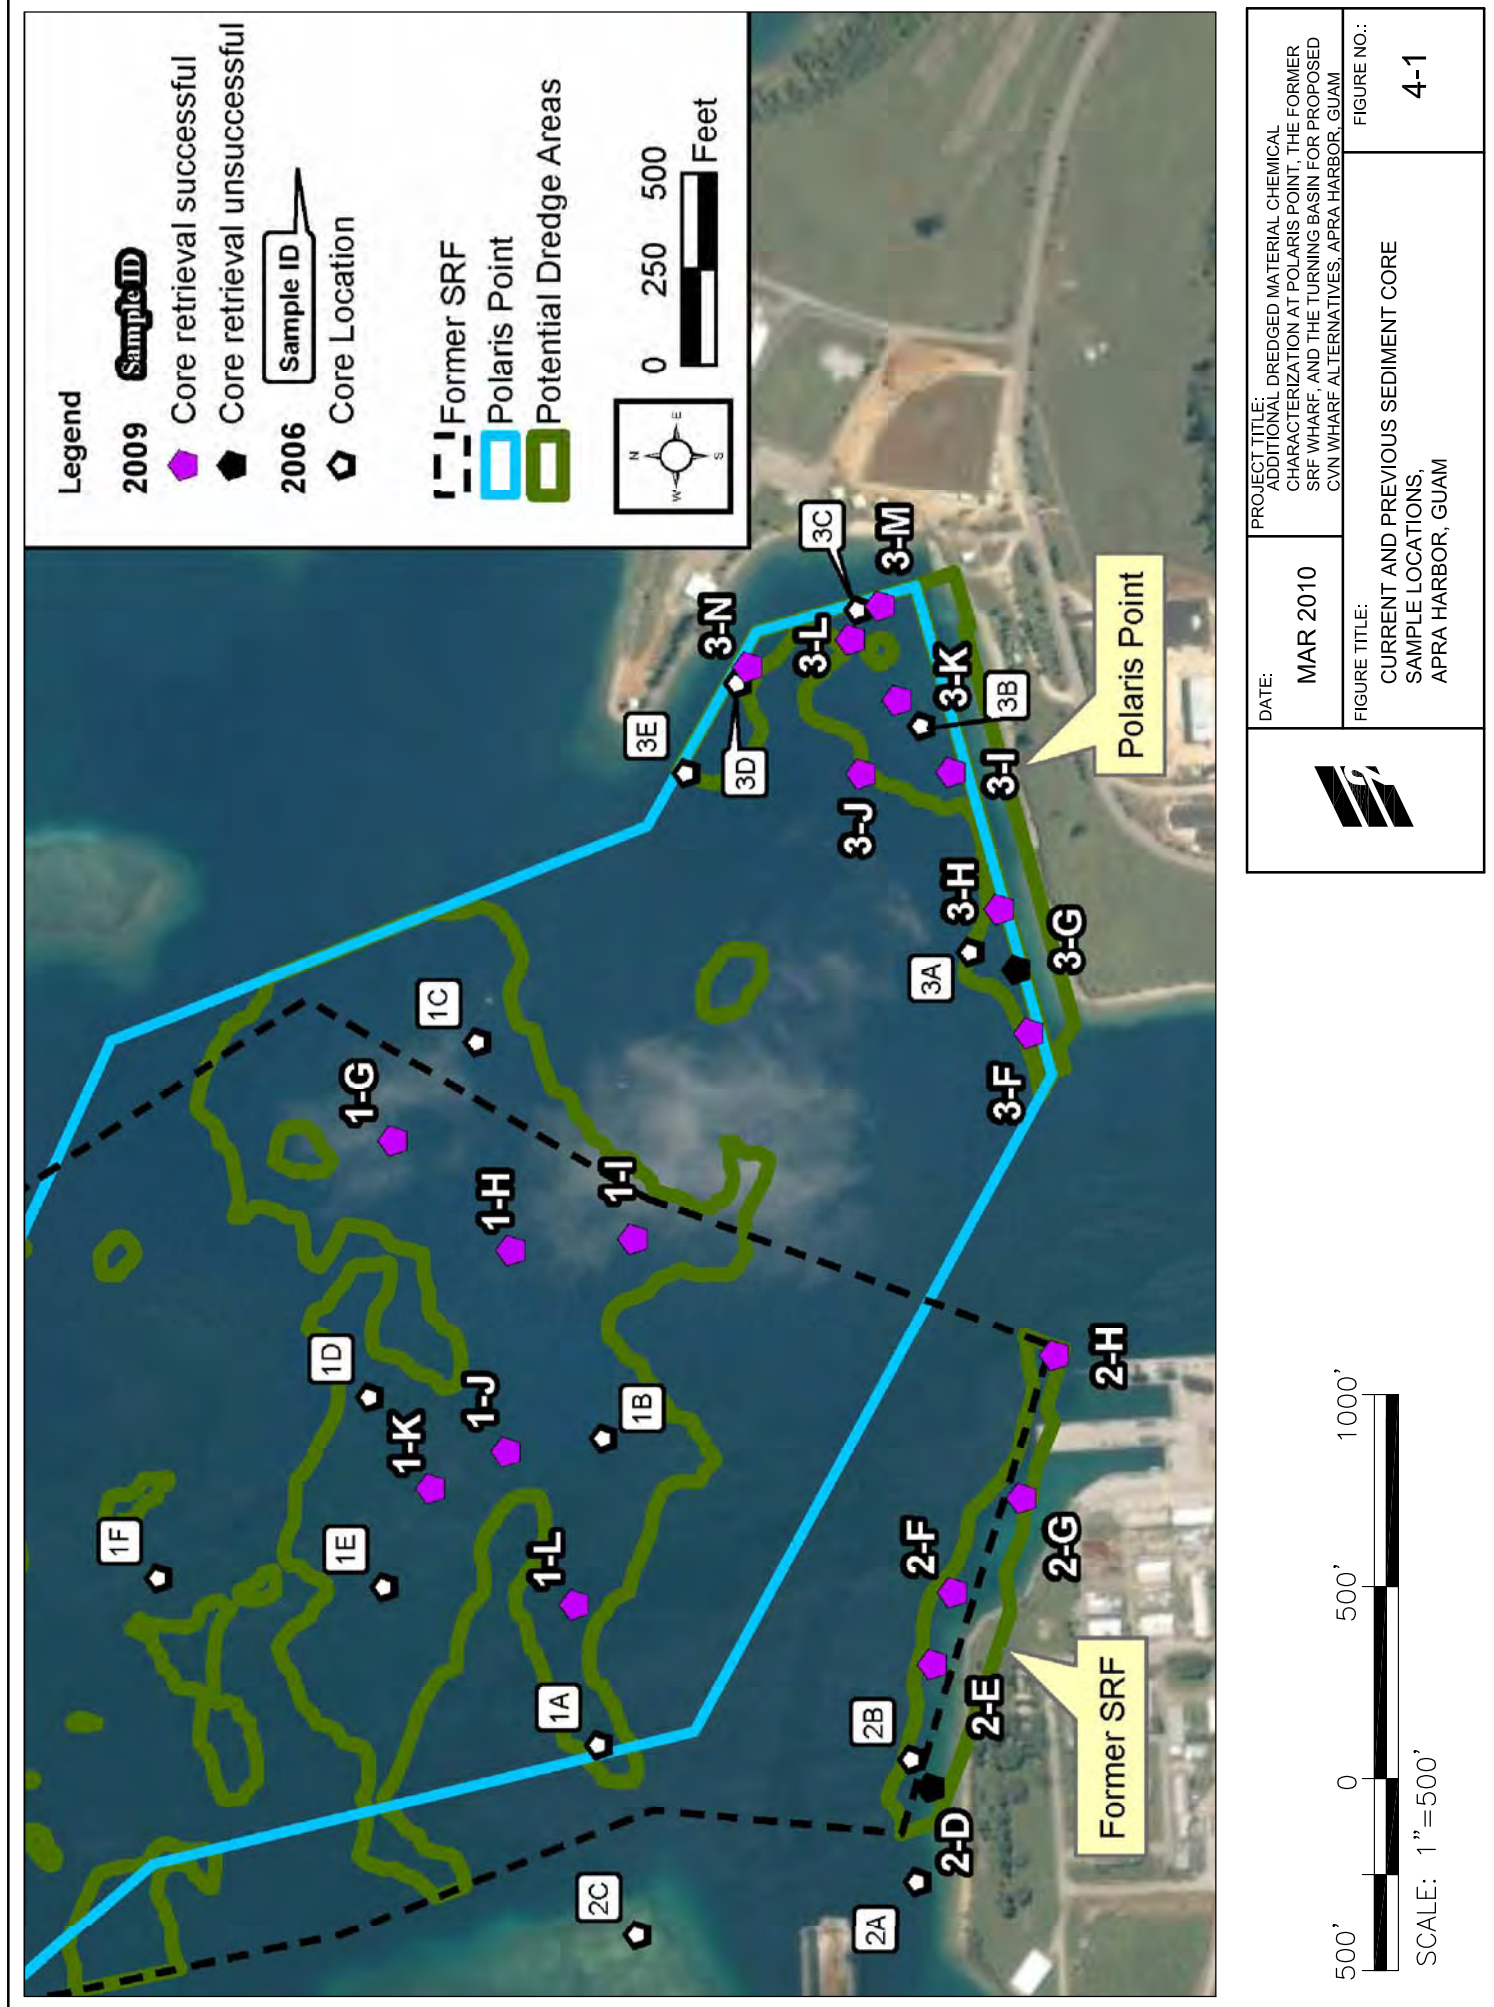 Legend
2009 Sample ID
Core retrieval successful
Core retrieval unsuccessful
2006 Sample ID
Core Location
Former SRF
Polaris Point
Potential Dredge Areas
N
W E
S
0 250 500
Feet
1F
1E
1D
1-K
1-J
1-L
1A
1B
1-G
1C
1-H
1-I
2C
2A
2B
2-D
2-E
2-F
2-G
2-H
Former SRF
3E
3D
3-N
3C
3-M
3-L
3-K
3B
3-J
3-I
3-H
3A
3-G
3-F
Polaris Point
500' 0 500' 1000'
SCALE: 1"=500'
DATE:
MAR 2010
PROJECT TITLE:
ADDITIONAL DREDGED MATERIAL CHEMICAL
CHARACTERIZATION AT POLARIS POINT, THE FORMER
SRF WHARF, AND THE TURNING BASIN FOR PROPOSED
CVN WHARF ALTERNATIVES, APRA HARBOR, GUAM
FIGURE TITLE:
CURRENT AND PREVIOUS SEDIMENT CORE
SAMPLE LOCATIONS,
APRA HARBOR, GUAM
FIGURE NO.:
4-1